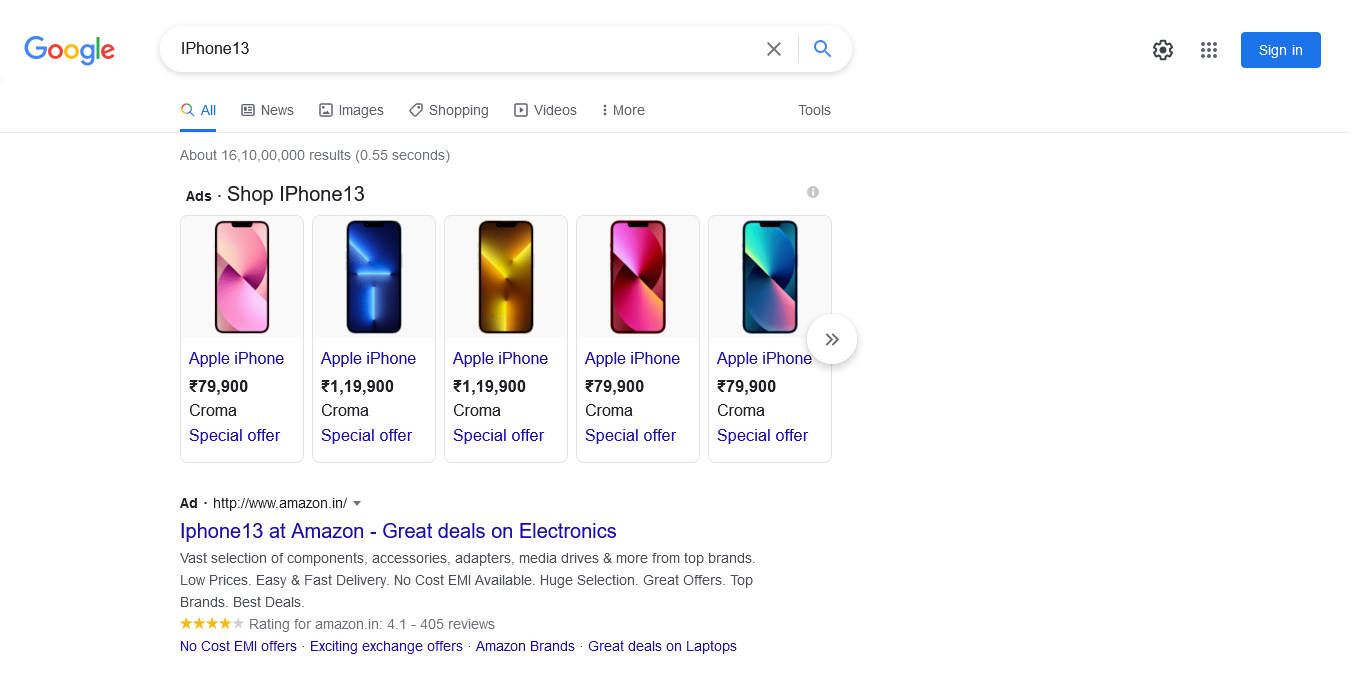 Google
IPhone13
Sign in
All
News
Images
Shopping
Videos
More
Tools
About 16,10,00,000 results (0.55 seconds)
Ads · Shop IPhone13
Apple iPhone
₹79,900
Croma
Special offer
Apple iPhone
₹1,19,900
Croma
Special offer
Apple iPhone
₹1,19,900
Croma
Special offer
Apple iPhone
₹79,900
Croma
Special offer
Apple iPhone
₹79,900
Croma
Special offer
Ad · http://www.amazon.in/
Iphone13 at Amazon - Great deals on Electronics
Vast selection of components, accessories, adapters, media drives & more from top brands.
Low Prices. Easy & Fast Delivery. No Cost EMI Available. Huge Selection. Great Offers. Top
Brands. Best Deals.
Rating for amazon.in: 4.1 - 405 reviews
No Cost EMI offers · Exciting exchange offers · Amazon Brands · Great deals on Laptops